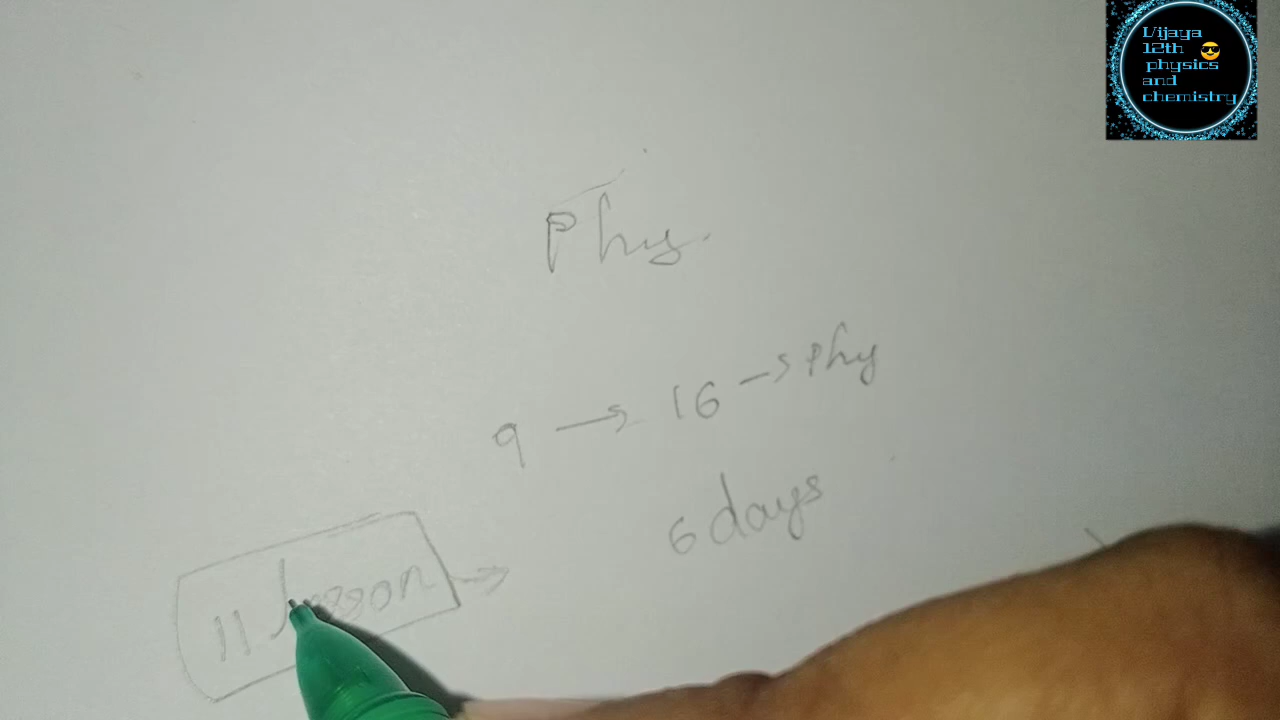 Vijaya
12th 😎
physics
and
chemistry
Phy.
9 → 16 → Phy
6 days
11 lesson →